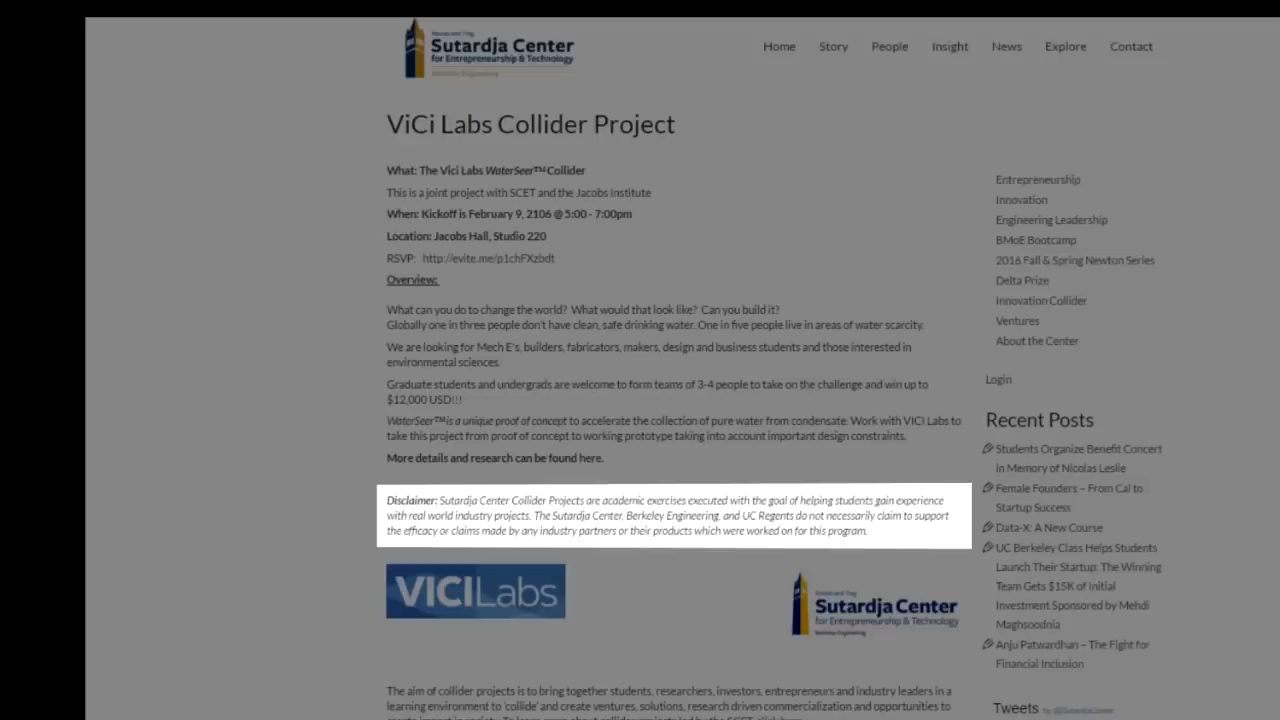 Sutardja Center
for Entrepreneurship & Technology
Berkeley Engineering
Home Story People Insight News Explore Contact
ViCi Labs Collider Project
What: The Vici Labs WaterSeer™ Collider
This is a joint project with SCET and the Jacobs Institute
When: Kickoff is February 9, 2106 @ 5:00 - 7:00pm
Location: Jacobs Hall, Studio 220
RSVP: http://evite.me/p1chFXzbdt
Overview:
What can you do to change the world? What would that look like? Can you build it?
Globally one in three people don't have clean, safe drinking water. One in five people live in areas of water scarcity.
We are looking for Mech E's, builders, fabricators, makers, design and business students and those interested in
environmental sciences.
Graduate students and undergrads are welcome to form teams of 3-4 people to take on the challenge and win up to
$12,000 USD!!!
WaterSeer™ is a unique proof of concept to accelerate the collection of pure water from condensate. Work with VICI Labs to
take this project from proof of concept to working prototype taking into account important design constraints.
More details and research can be found here.
Disclaimer: Sutardja Center Collider Projects are academic exercises executed with the goal of helping students gain experience
with real world industry projects. The Sutardja Center, Berkeley Engineering, and UC Regents do not necessarily claim to support
the efficacy or claims made by any industry partners or their products which were worked on for this program.
VICILabs
Sutardja Center
for Entrepreneurship & Technology
Berkeley Engineering
The aim of collider projects is to bring together students, researchers, investors, entrepreneurs and industry leaders in a
learning environment to 'collide' and create ventures, solutions, research driven commercialization and opportunities to
Entrepreneurship
Innovation
Engineering Leadership
BMoE Bootcamp
2016 Fall & Spring Newton Series
Delta Prize
Innovation Collider
Ventures
About the Center
Login
Recent Posts
Students Organize Benefit Concert
in Memory of Nicolas Leslie
Female Founders – From Cal to
Startup Success
Data-X: A New Course
UC Berkeley Class Helps Students
Launch Their Startup: The Winning
Team Gets $15K of Initial
Investment Sponsored by Mehdi
Maghsoodnia
Anju Patwardhan – The Fight for
Financial Inclusion
Tweets by @SutardjaCenter